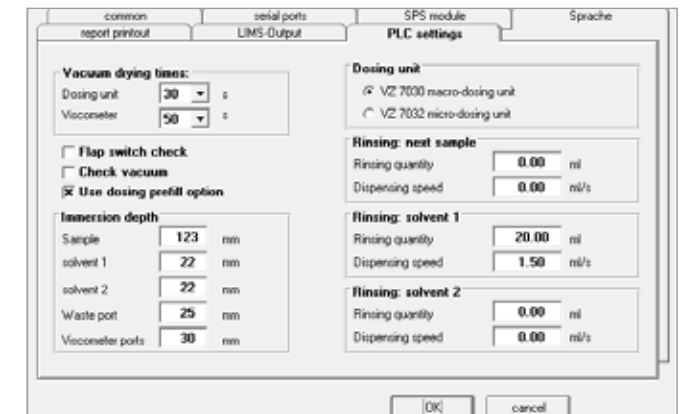 common serial ports SPS module Sprache
report printout LIMS-Output PLC settings
Vacuum drying times:
Dosing unit 30 s
Viscometer 50 s
Flap switch check
Check vacuum
Use dosing prefill option
Immersion depth
Sample 123 mm
solvent 1 22 mm
solvent 2 22 mm
Waste port 25 mm
Viscometer ports 30 mm
Dosing unit
VZ 7030 macro-dosing unit
VZ 7032 micro-dosing unit
Rinsing: next sample
Rinsing quantity 0.00 ml
Dispensing speed 0.00 ml/s
Rinsing: solvent 1
Rinsing quantity 20.00 ml
Dispensing speed 1.50 ml/s
Rinsing: solvent 2
Rinsing quantity 0.00 ml
Dispensing speed 0.00 ml/s
OK cancel